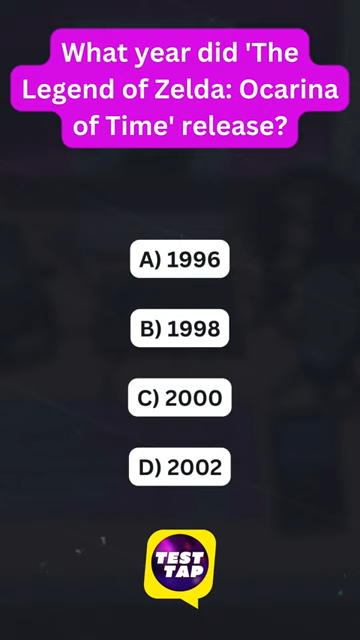 What year did 'The
Legend of Zelda: Ocarina
of Time' release?
A) 1996
B) 1998
C) 2000
D) 2002
TEST
TAP